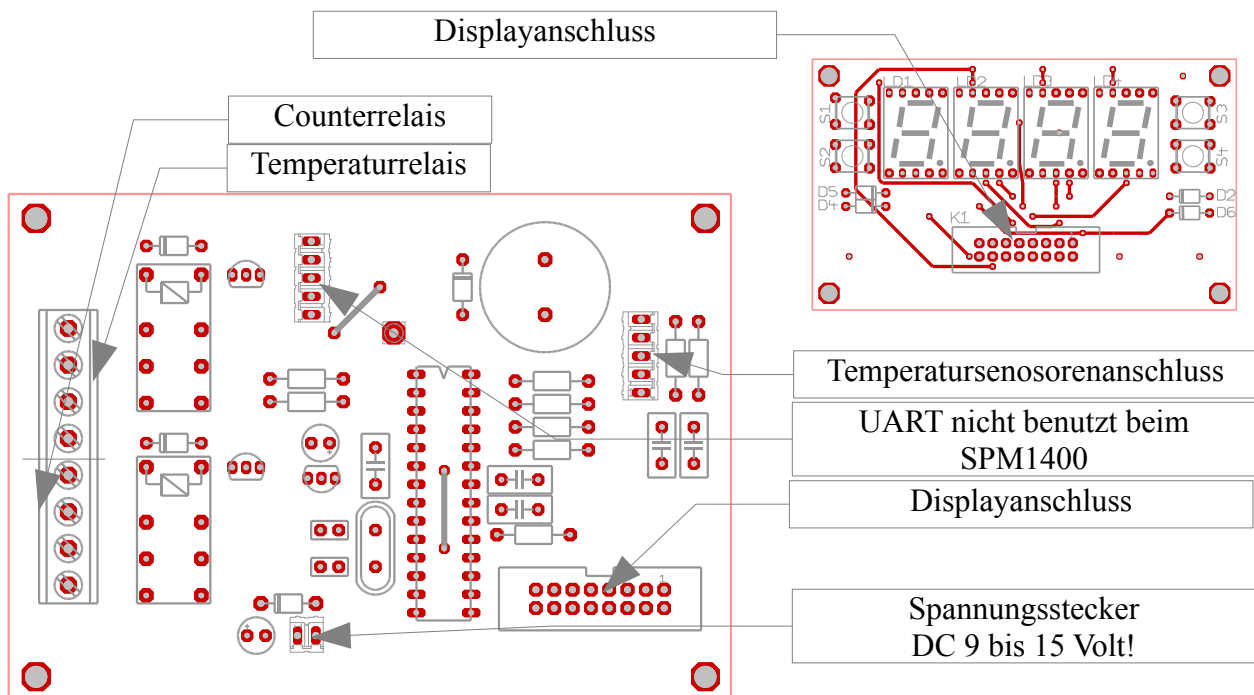 Displayanschluss
Counterrelais
Temperaturrelais
LD1 LD2 LD3 LD4
S1
S2
S3
S4
D5
D4
D2
D6
K1
Temperatursenosorenanschluss
UART nicht benutzt beim
SPM1400
Displayanschluss
1
Spannungsstecker
DC 9 bis 15 Volt!
+
+